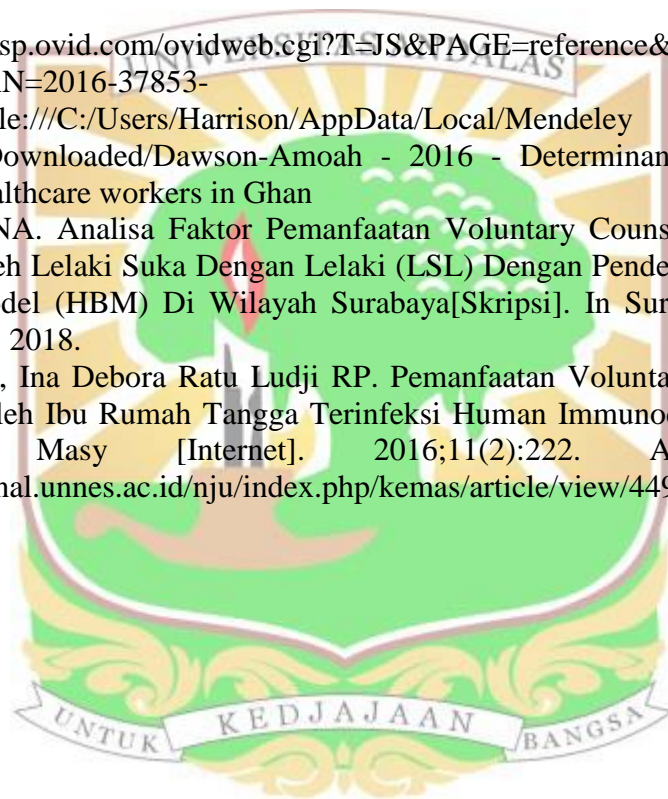 sp.ovid.com/ovidweb.cgi?T=JS&PAGE=reference&
UNIVERSITAS ANDALAS
N=2016-37853-
le:///C:/Users/Harrison/AppData/Local/Mendeley
Downloaded/Dawson-Amoah - 2016 - Determinan
althcare workers in Ghan
NA. Analisa Faktor Pemanfaatan Voluntary Couns
eh Lelaki Suka Dengan Lelaki (LSL) Dengan Pende
del (HBM) Di Wilayah Surabaya[Skripsi]. In Sur
2018.
, Ina Debora Ratu Ludji RP. Pemanfaatan Volunta
leh Ibu Rumah Tangga Terinfeksi Human Immunod
Masy [Internet]. 2016;11(2):222. A
nal.unnes.ac.id/nju/index.php/kemas/article/view/449
UNTUK KEDJAJAAN BANGSA